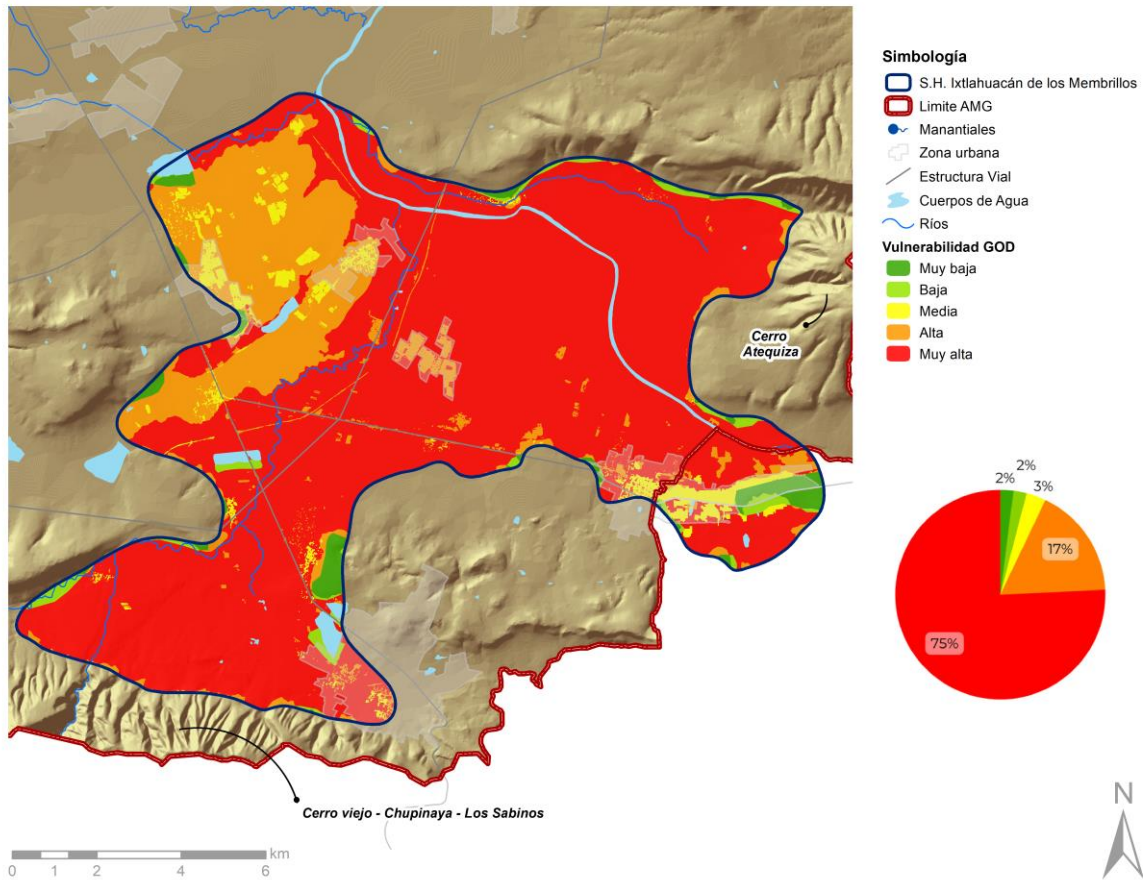 Simbología
S.H. Ixtlahuacán de los Membrillos
Limite AMG
Manantiales
Zona urbana
Estructura Vial
Cuerpos de Agua
Ríos
Vulnerabilidad GOD
Muy baja
Baja
Media
Alta
Muy alta
Cerro
Atequiza
2%
2%
3%
17%
75%
Cerro viejo - Chupinaya - Los Sabinos
km
0 1 2 4 6
N